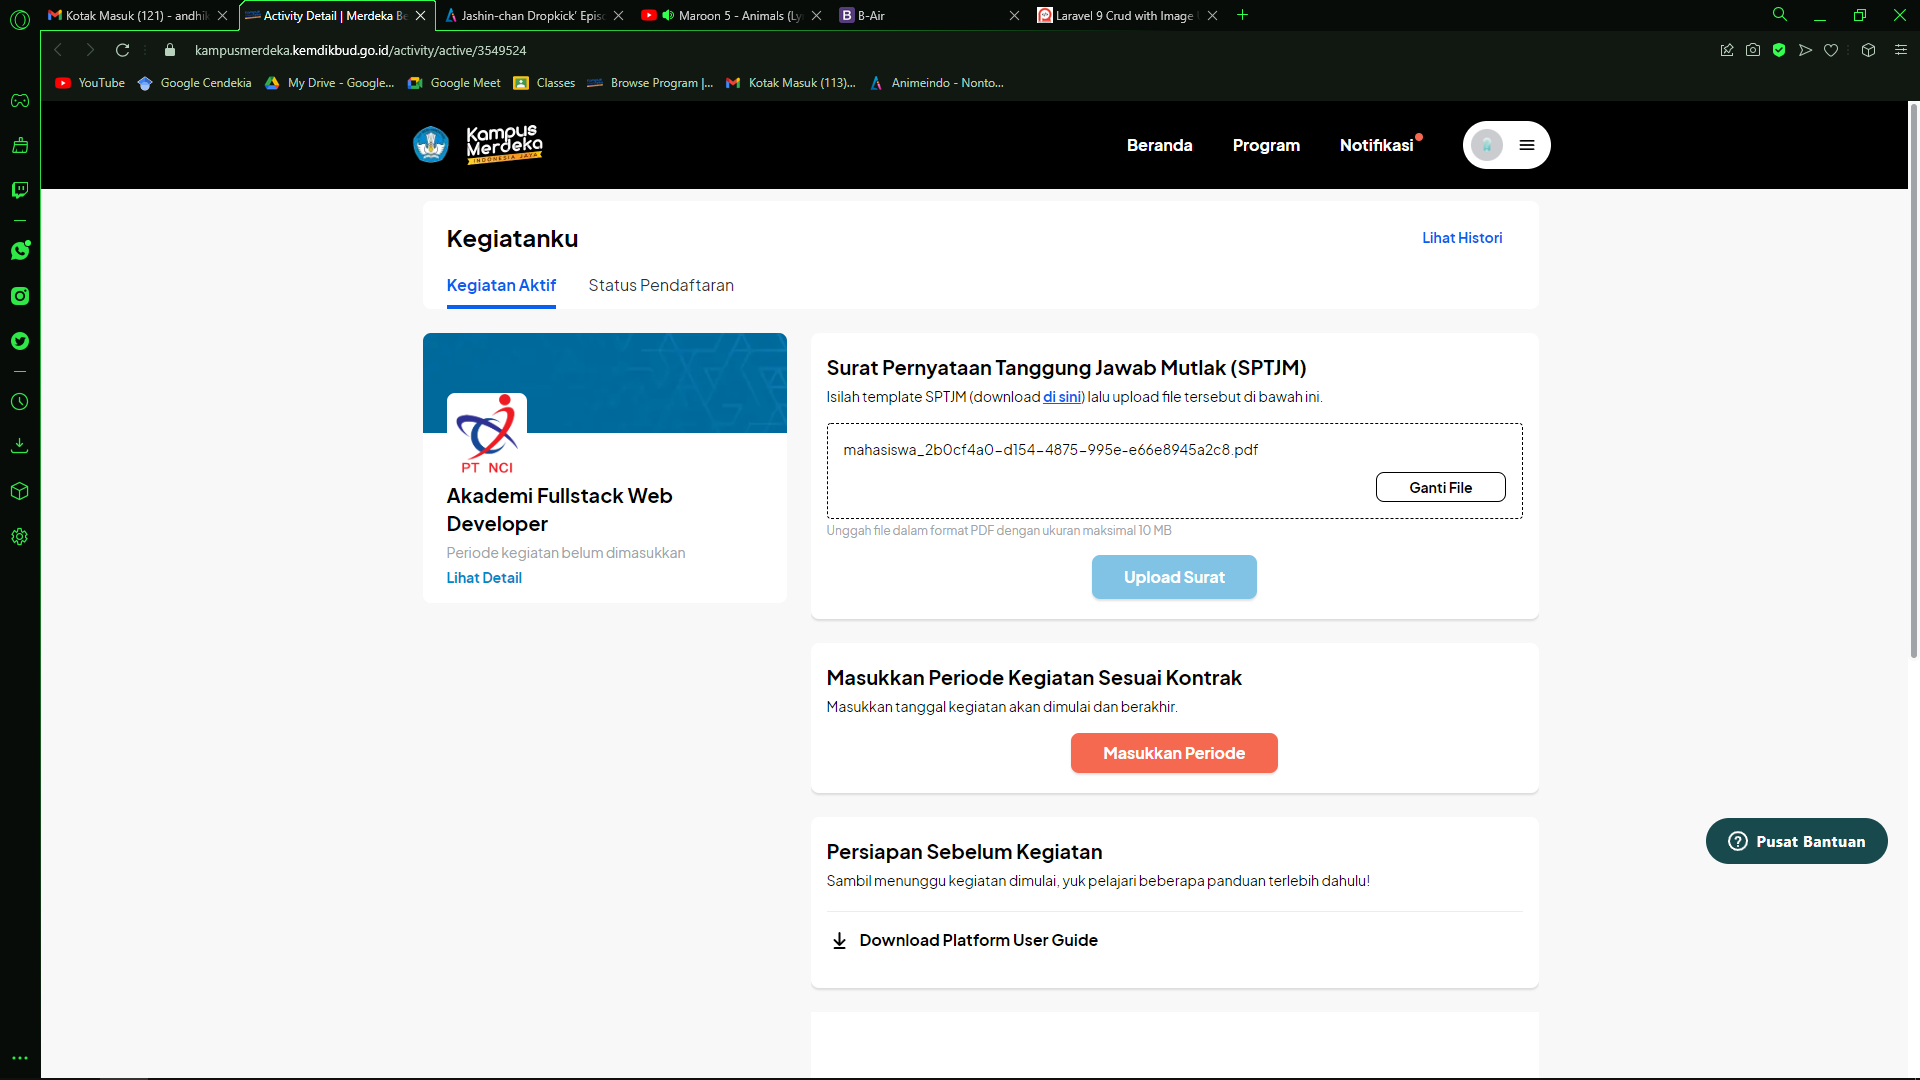 Kotak Masuk (121) - andhi
Activity Detail | Merdeka Be
Jashin-chan Dropkick' Episo
Maroon 5 - Animals (Ly
B-Air
Laravel 9 Crud with Image
kampusmerdeka.kemdikbud.go.id/activity/active/3549524
YouTube
Google Cendekia
My Drive - Google...
Google Meet
Classes
Browse Program |...
Kotak Masuk (113)...
Animeindo - Nonto...
Kampus Merdeka
INDONESIA JAYA
Beranda
Program
Notifikasi
Kegiatanku
Lihat Histori
Kegiatan Aktif
Status Pendaftaran
PT NCI
Akademi Fullstack Web
Developer
Periode kegiatan belum dimasukkan
Lihat Detail
Surat Pernyataan Tanggung Jawab Mutlak (SPTJM)
Isilah template SPTJM (download di sini) lalu upload file tersebut di bawah ini.
mahasiswa_2b0cf4a0-d154-4875-995e-e66e8945a2c8.pdf
Ganti File
Unggah file dalam format PDF dengan ukuran maksimal 10 MB
Upload Surat
Masukkan Periode Kegiatan Sesuai Kontrak
Masukkan tanggal kegiatan akan dimulai dan berakhir.
Masukkan Periode
Persiapan Sebelum Kegiatan
Sambil menunggu kegiatan dimulai, yuk pelajari beberapa panduan terlebih dahulu!
Download Platform User Guide
Pusat Bantuan